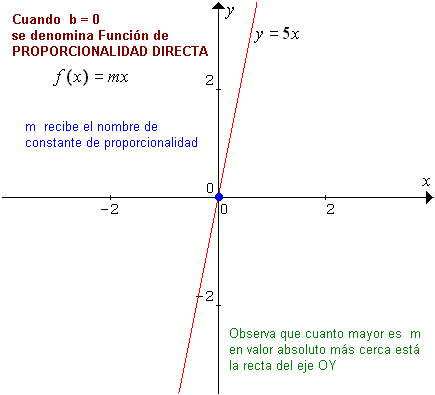 Cuando b = 0
se denomina Función de
PROPORCIONALIDAD DIRECTA
f(x) = mx
m recibe el nombre de
constante de proporcionalidad
y
y = 5x
2
x
0
-2
0
2
-2
Observa que cuanto mayor es m
en valor absoluto más cerca está
la recta del eje OY